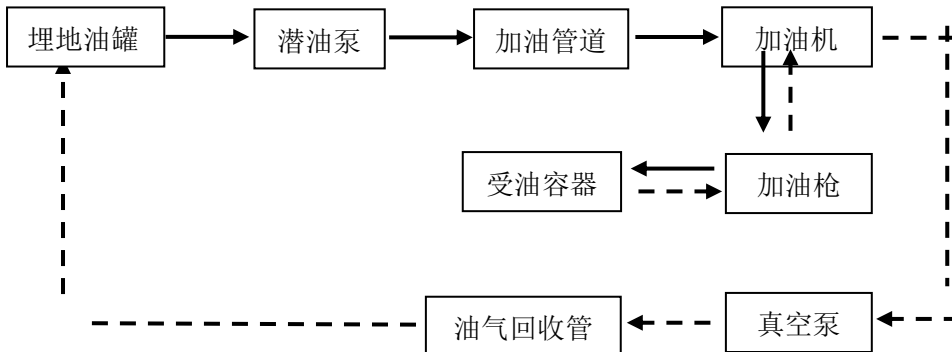 埋地油罐
潜油泵
加油管道
加油机
受油容器
加油枪
油气回收管
真空泵